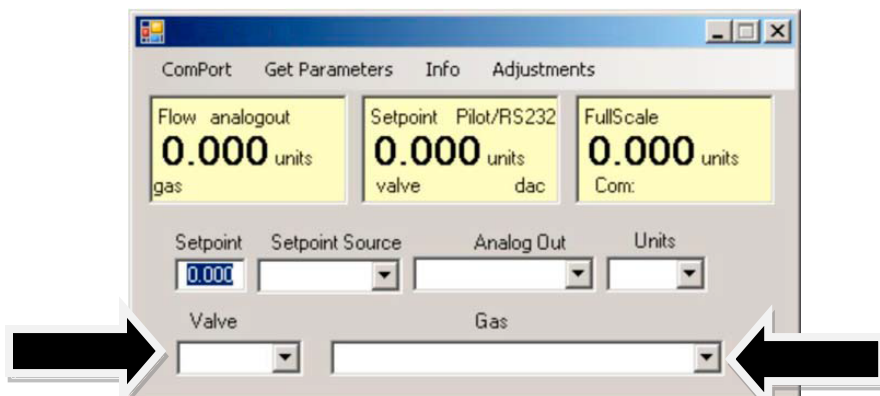 ComPort Get Parameters Info Adjustments
Flow analogout
0.000 units
gas
Setpoint Pilot/RS232
0.000 units
valve dac
FullScale
0.000 units
Com:
Setpoint Setpoint Source Analog Out Units
0.000
Valve Gas